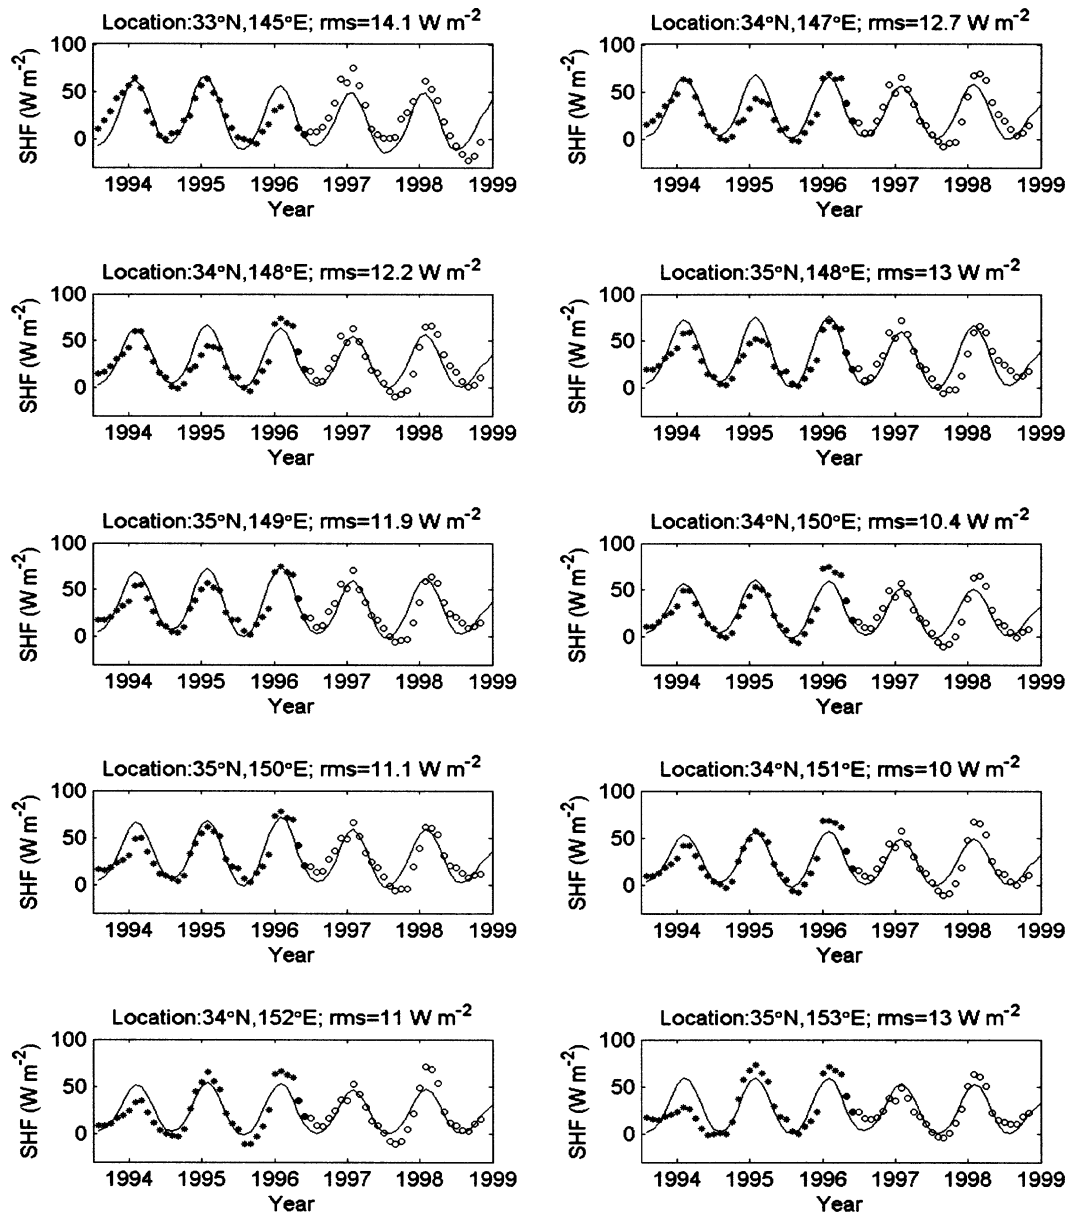 Location:33°N,145°E; rms=14.1 W m-2
SHF (W m-2)
100
50
0
1994 1995 1996 1997 1998 1999
Year
Location:34°N,147°E; rms=12.7 W m-2
SHF (W m-2)
100
50
0
1994 1995 1996 1997 1998 1999
Year
Location:34°N,148°E; rms=12.2 W m-2
SHF (W m-2)
100
50
0
1994 1995 1996 1997 1998 1999
Year
Location:35°N,148°E; rms=13 W m-2
SHF (W m-2)
100
50
0
1994 1995 1996 1997 1998 1999
Year
Location:35°N,149°E; rms=11.9 W m-2
SHF (W m-2)
100
50
0
1994 1995 1996 1997 1998 1999
Year
Location:34°N,150°E; rms=10.4 W m-2
SHF (W m-2)
100
50
0
1994 1995 1996 1997 1998 1999
Year
Location:35°N,150°E; rms=11.1 W m-2
SHF (W m-2)
100
50
0
1994 1995 1996 1997 1998 1999
Year
Location:34°N,151°E; rms=10 W m-2
SHF (W m-2)
100
50
0
1994 1995 1996 1997 1998 1999
Year
Location:34°N,152°E; rms=11 W m-2
SHF (W m-2)
100
50
0
1994 1995 1996 1997 1998 1999
Year
Location:35°N,153°E; rms=13 W m-2
SHF (W m-2)
100
50
0
1994 1995 1996 1997 1998 1999
Year